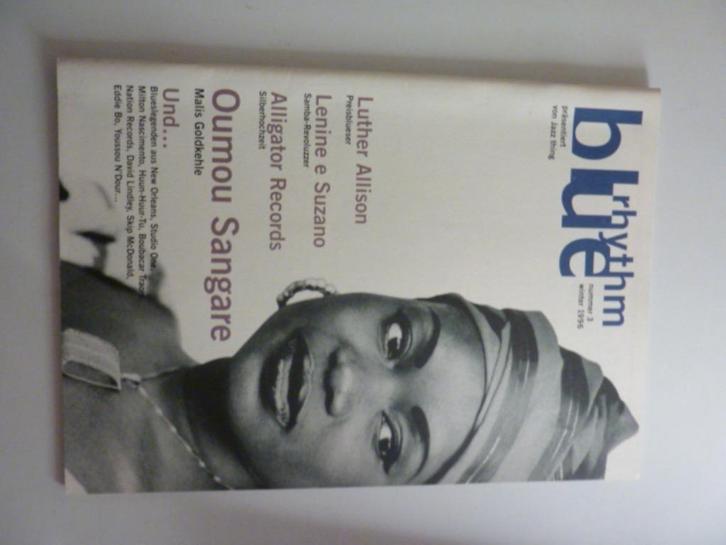 blue
rhythm
präsentiert
von Jazz thing
nummer 3
winter 1996
Luther Allison
Preisblueser
Lenine e Suzano
Samba-Revoluzzer
Alligator Records
Silberhochzeit
Oumou Sangare
Malis Goldkehle
Und...
Blueslegenden aus New Orleans, Studio One,
Milton Nascimento, Huun-Huur-Tu, Boubacar Traoré,
Nation Records, David Lindley, Skip McDonald,
Eddie Bo, Youssou N'Dour...